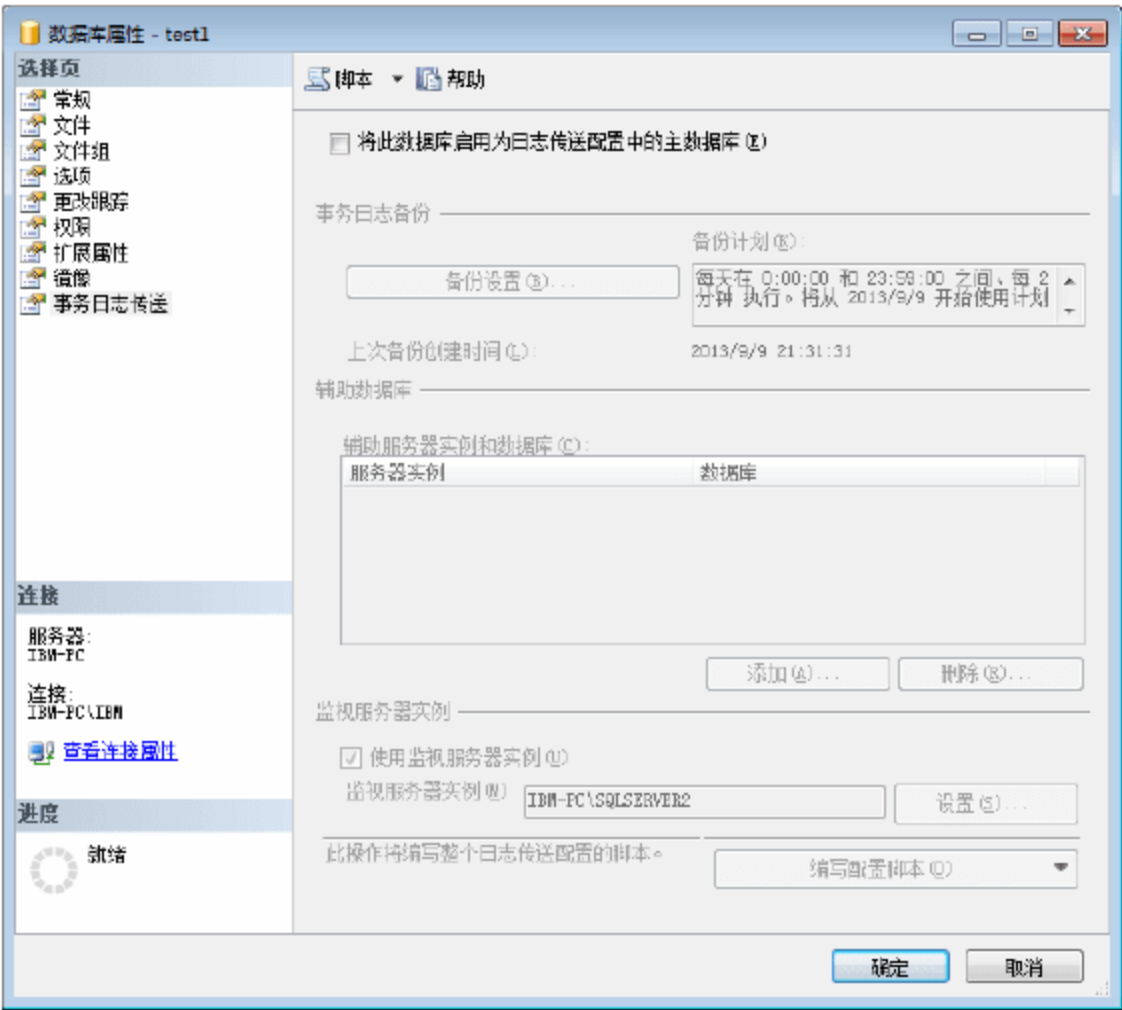 数据库属性 - test1
选择页
常规
文件
文件组
选项
更改跟踪
权限
扩展属性
镜像
事务日志传送
连接
服务器:
IBM-PC
连接:
IBM-PC\IBM
查看连接属性
进度
就绪
脚本 帮助
将此数据库启用为日志传送配置中的主数据库(E)
事务日志备份
备份计划(K):
备份设置(B)...
每天在 0:00:00 和 23:59:00 之间、每 2
分钟 执行。将从 2013/9/9 开始使用计划
上次备份创建时间(L):
2013/9/9 21:31:31
辅助数据库
辅助服务器实例和数据库(C):
服务器实例 数据库
添加(A)... 删除(R)...
监视服务器实例
使用监视服务器实例(U)
监视服务器实例(M)
IBM-PC\SQLSERVER2
设置(S)...
此操作将编写整个日志传送配置的脚本。
编写配置脚本(O)
确定 取消